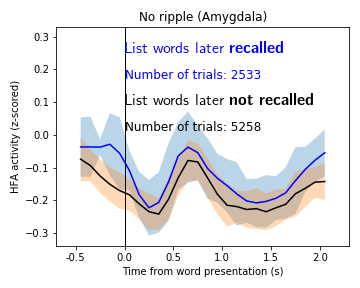 No ripple (Amygdala)
List words later recalled
Number of trials: 2533
List words later not recalled
Number of trials: 5258
HFA activity (z-scored)
0.3
0.2
0.1
0.0
−0.1
−0.2
−0.3
-0.5 0.0 0.5 1.0 1.5 2.0
Time from word presentation (s)